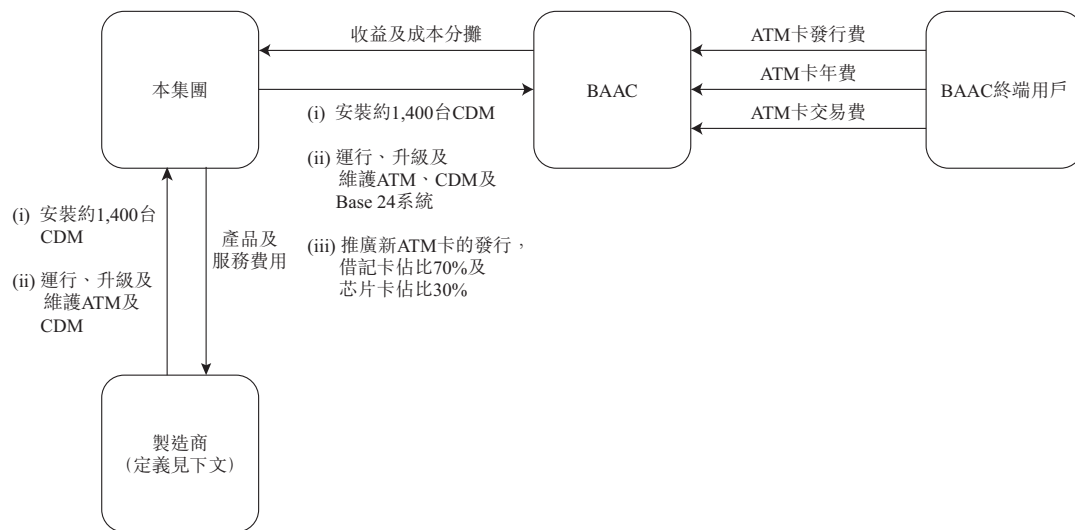 收益及成本分攤
ATM卡發行費
ATM卡年費
ATM卡交易費
本集團
BAAC
BAAC終端用戶
(i) 安裝約1,400台CDM
(ii) 運行、升級及
維護ATM、CDM及
Base 24系統
(iii) 推廣新ATM卡的發行，
借記卡佔比70%及
芯片卡佔比30%
(i) 安裝約1,400台
CDM
(ii) 運行、升級及
維護ATM及
CDM
產品及
服務費用
製造商
（定義見下文）